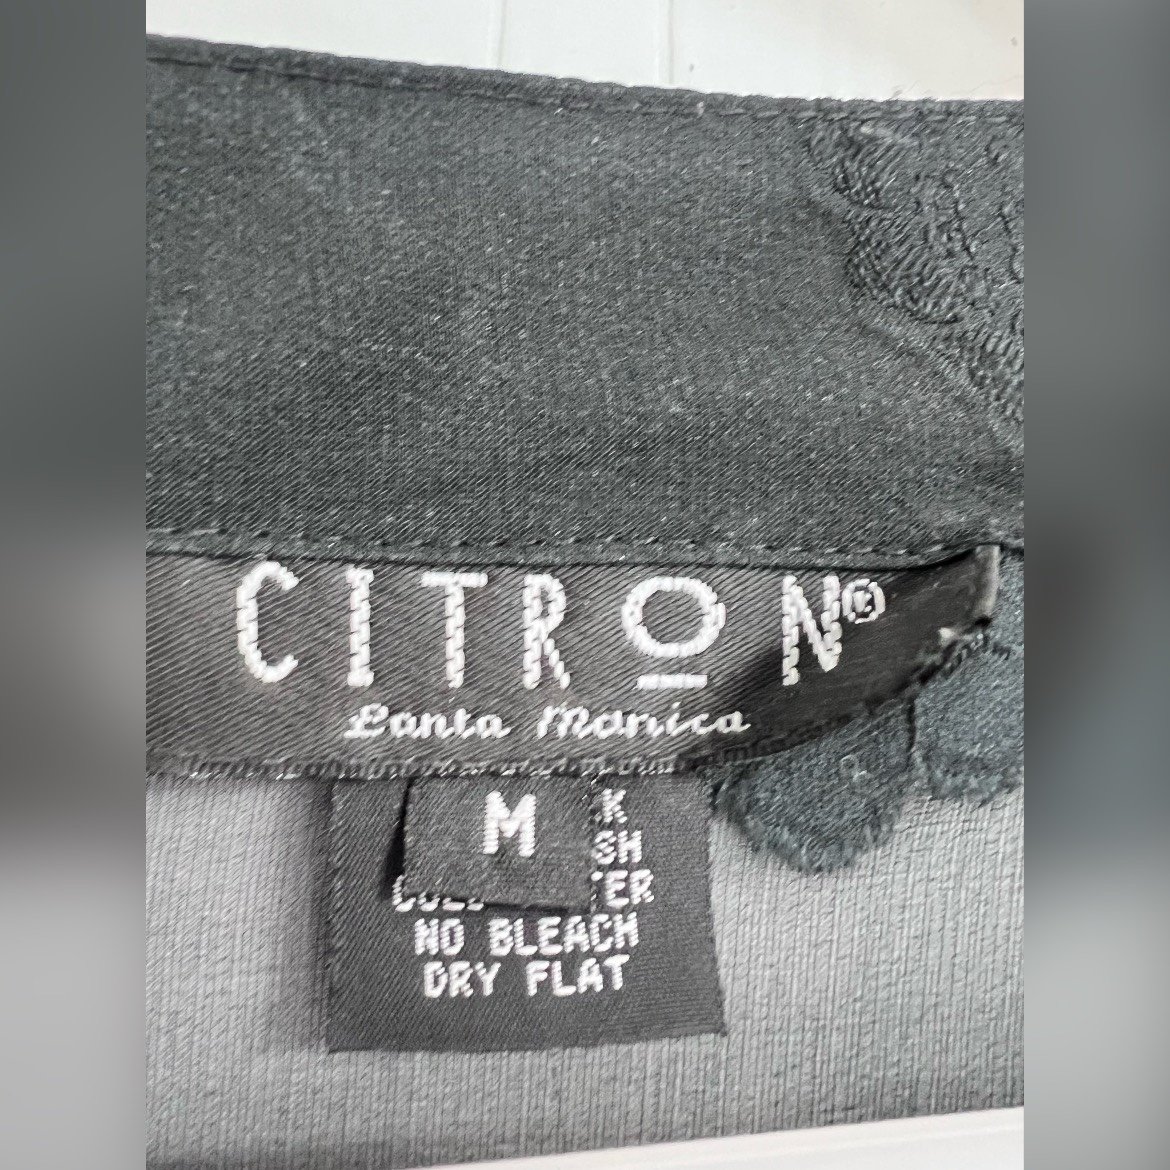 CITRON®
Santa Monica
M
NO BLEACH
DRY FLAT